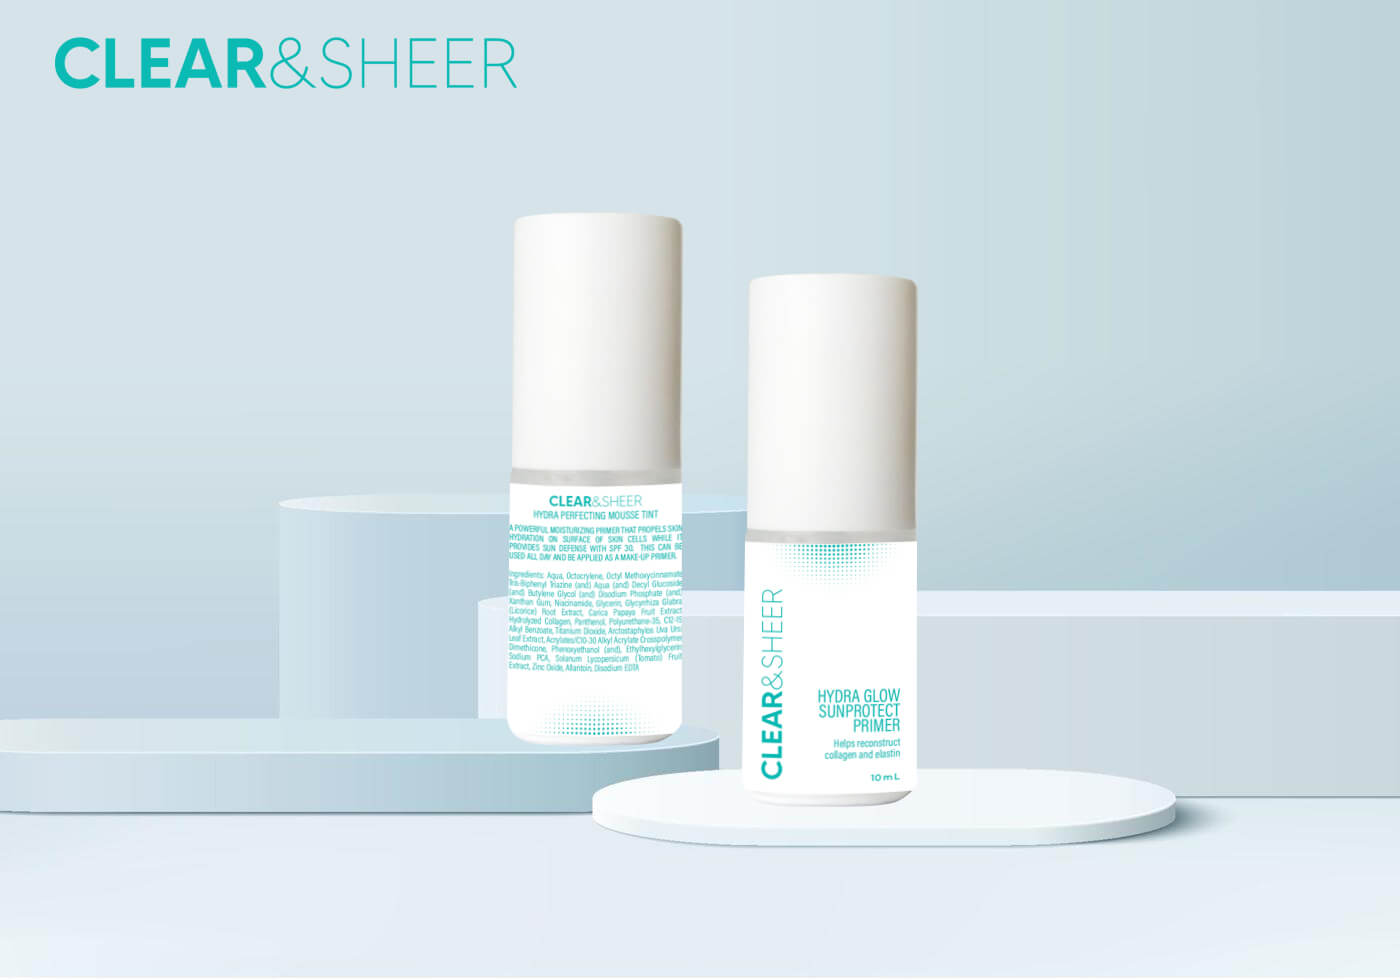 CLEAR&SHEER
CLEAR&SHEER
HYDRA PERFECTING MOUSSE TINT
A POWERFUL MOISTURIZING PRIMER THAT PROPELS SKIN
HYDRATION ON SURFACE OF SKIN CELLS WHILE IT
PROVIDES SUN DEFENSE WITH SPF 30. THIS CAN BE
USED ALL DAY AND BE APPLIED AS A MAKE-UP PRIMER.
Ingredients: Aqua, Octocrylene, Octyl Methoxycinnamate
Tris-Biphenyl Triazine (and) Aqua (and) Decyl Glucoside
(and) Butylene Glycol (and) Disodium Phosphate (and)
Xanthan Gum, Niacinamide, Glycerin, Glycyrrhiza Glabra
(Licorice) Root Extract, Carica Papaya Fruit Extract
Hydrolyzed Collagen, Panthenol, Polyurethane-35, C12-15
Alkyl Benzoate, Titanium Dioxide, Arctostaphylos Uva Ursi
Leaf Extract, Acrylates/C10-30 Alkyl Acrylate Crosspolymer
Dimethicone, Phenoxyethanol (and), Ethylhexylglycerin
Sodium PCA, Solanum Lycopersicum (Tomato) Fruit
Extract, Zinc Oxide, Allantoin, Disodium EDTA
CLEAR&SHEER
HYDRA GLOW
SUNPROTECT
PRIMER
Helps reconstruct
collagen and elastin
10 mL